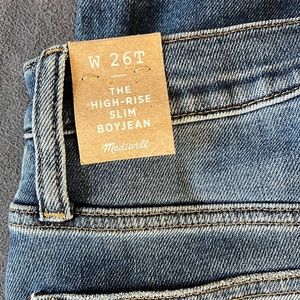 W 26T
THE
HIGH-RISE
SLIM
BOYJEAN
Madewell